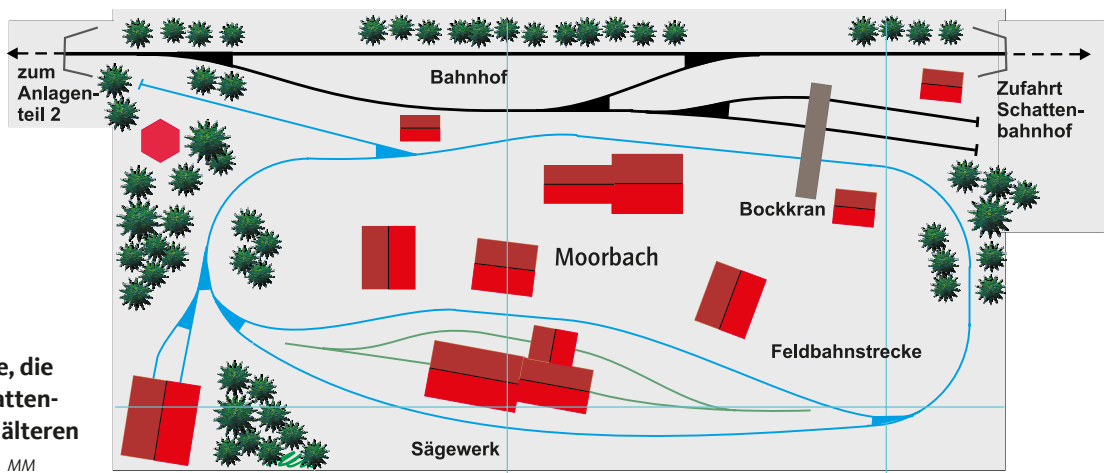 zum
Anlagen-
teil 2
Bahnhof
Zufahrt
Schatten-
bahnhof
Bockkran
Moorbach
Feldbahnstrecke
Sägewerk
e, die
atten-
älteren
MM